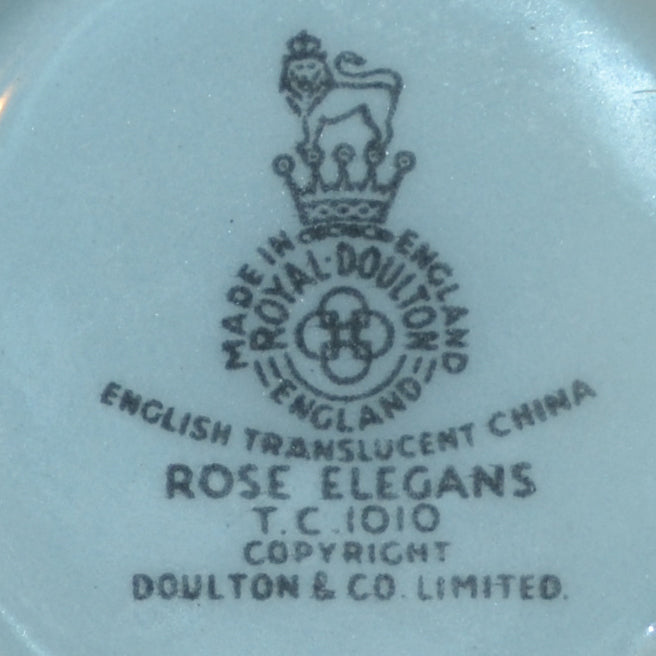 MADE IN ENGLAND
ROYAL·DOULTON
ENGLAND
ENGLISH TRANSLUCENT CHINA
ROSE ELEGANS
T.C.1010
COPYRIGHT
DOULTON & CO. LIMITED.